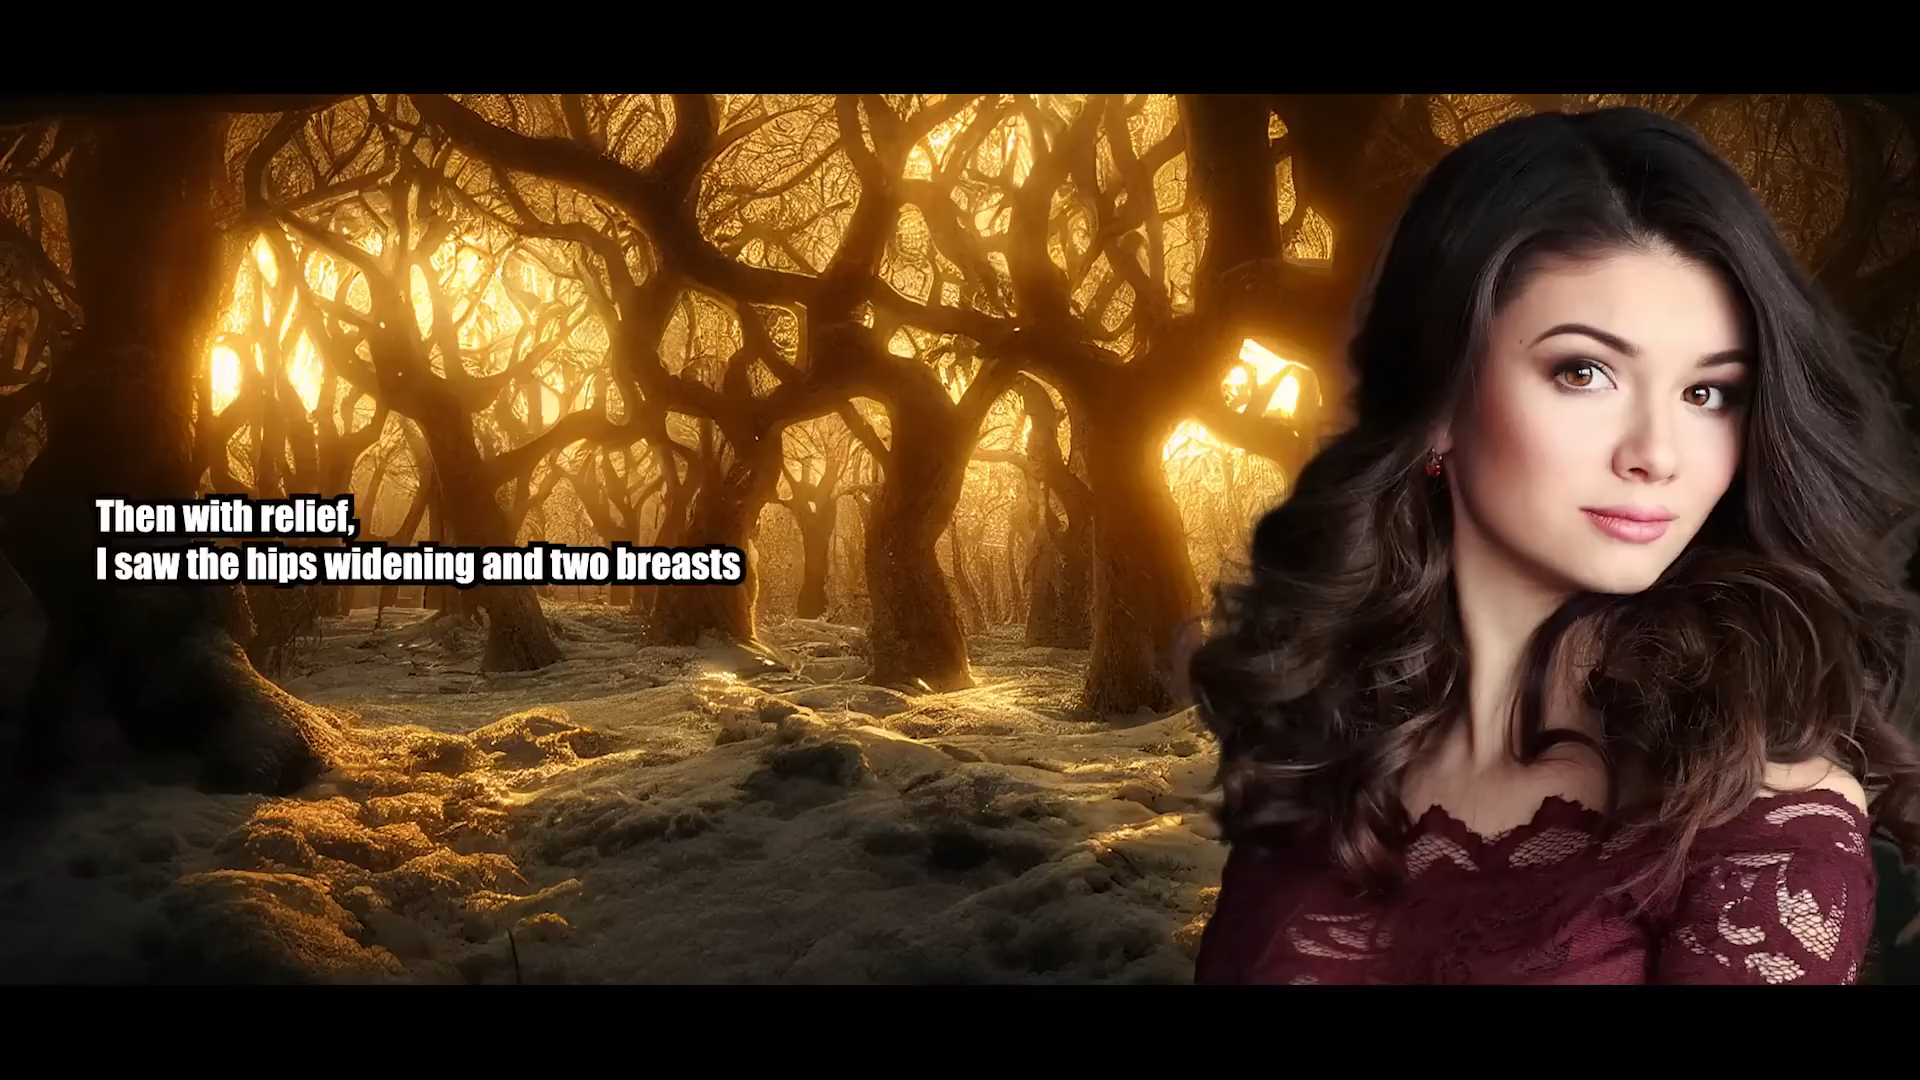 Then with relief,
I saw the hips widening and two breasts